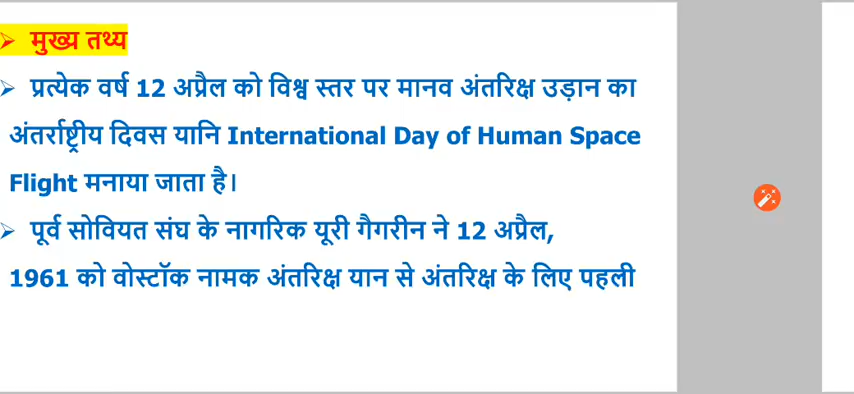 ➢ मुख्य तथ्य
➢ प्रत्येक वर्ष 12 अप्रैल को विश्व स्तर पर मानव अंतरिक्ष उड़ान का
अंतर्राष्ट्रीय दिवस यानि International Day of Human Space
Flight मनाया जाता है।
➢ पूर्व सोवियत संघ के नागरिक यूरी गैगरीन ने 12 अप्रैल,
1961 को वोस्टॉक नामक अंतरिक्ष यान से अंतरिक्ष के लिए पहली